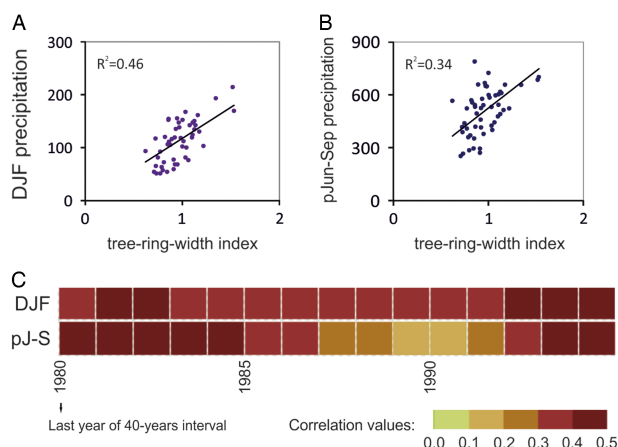 A
B
300
200
100
0
R²=0.46
DJF precipitation
0
1
2
tree-ring-width index
900
600
300
0
R²=0.34
pJun-Sep precipitation
0
1
2
tree-ring-width index
C
DJF
pJ-S
1980
1985
1990
Last year of 40-years interval
Correlation values:
0.0 0.1 0.2 0.3 0.4 0.5